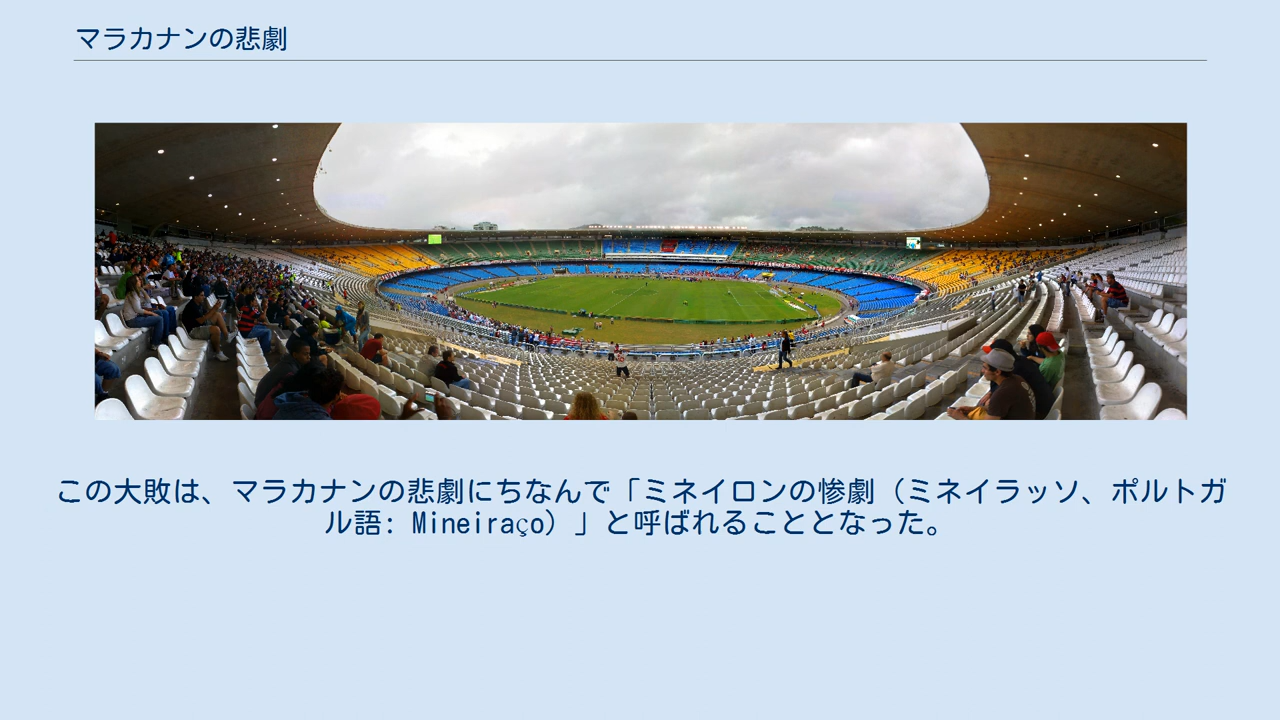 マラカナンの悲劇
この大敗は、マラカナンの悲劇にちなんで「ミネイロンの惨劇（ミネイラッソ、ポルトガ
ル語: Mineiraço）」と呼ばれることとなった。